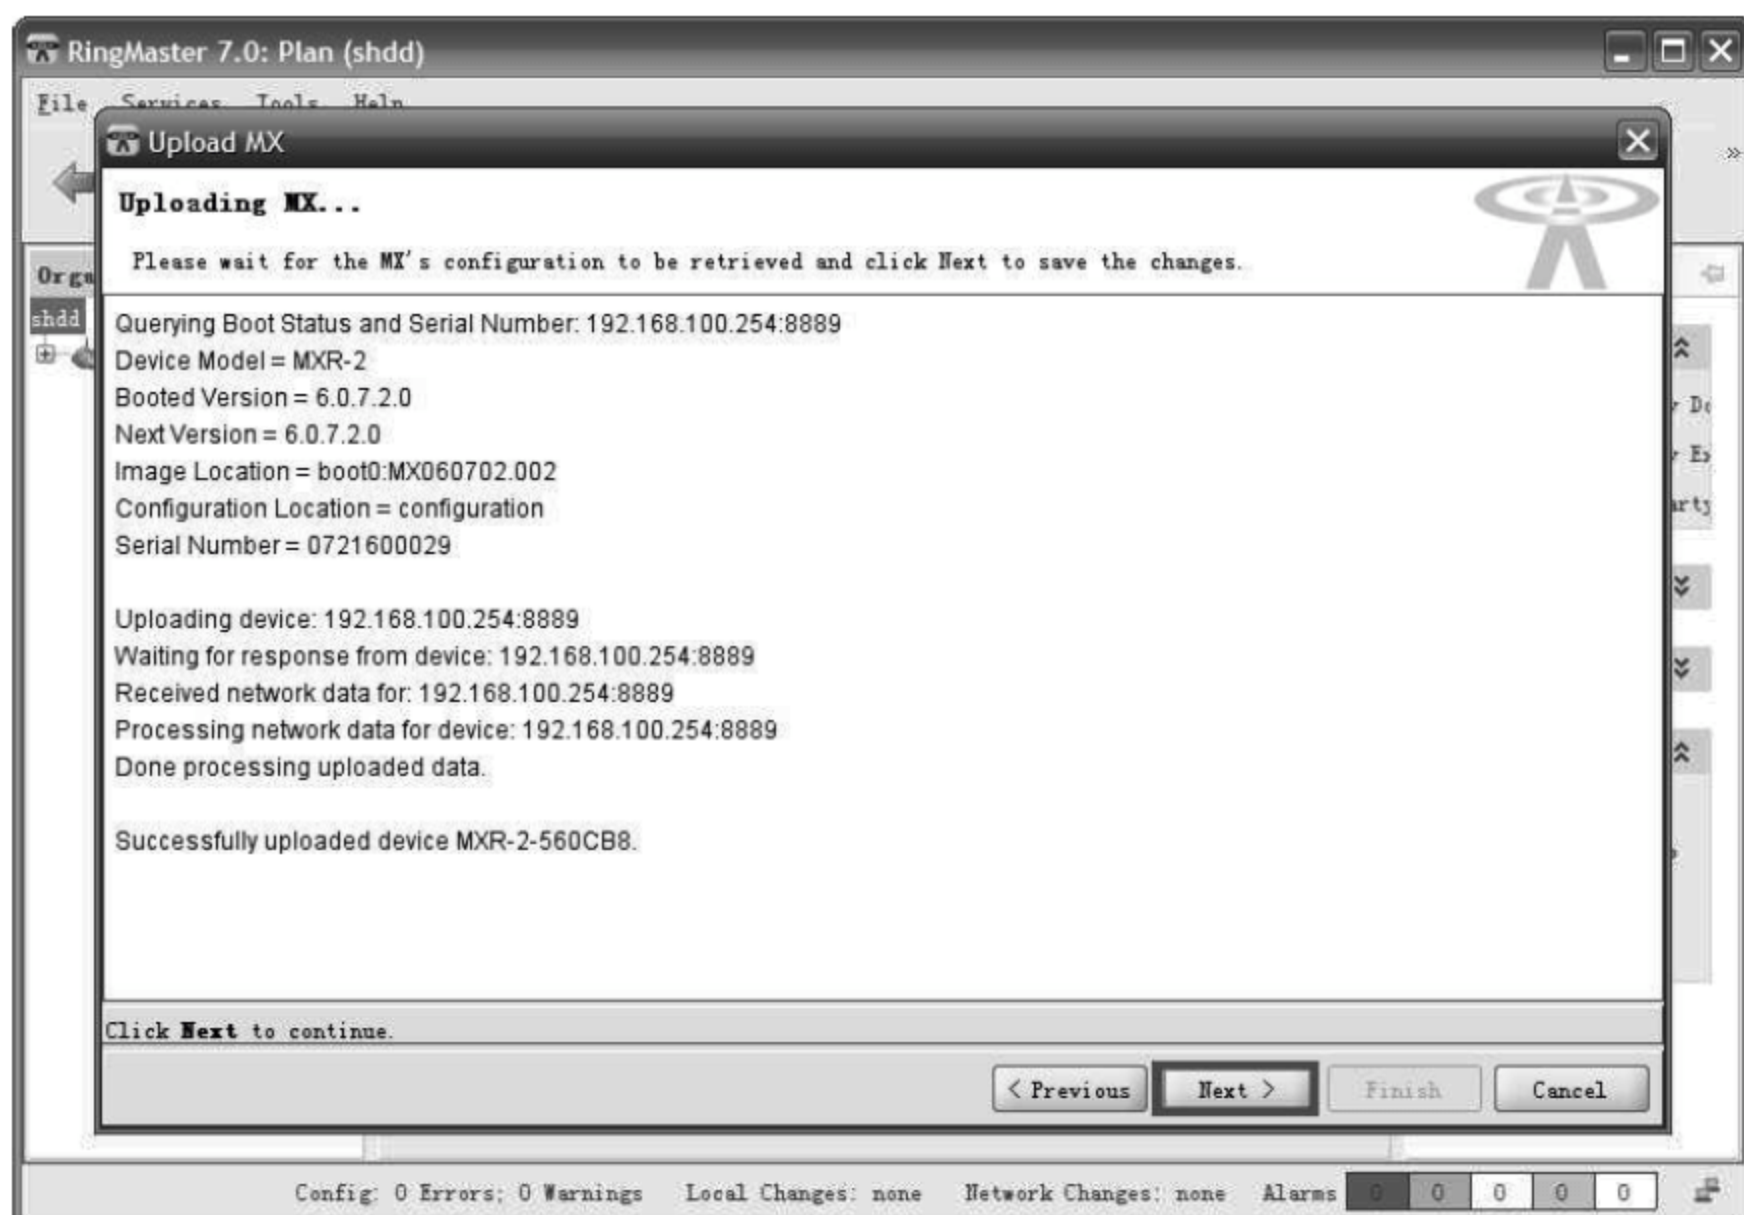 RingMaster 7.0: Plan (shdd)
File Services Tools Help
Upload MX
Uploading MX...
Please wait for the MX's configuration to be retrieved and click Next to save the changes.
Orga
shdd
Querying Boot Status and Serial Number: 192.168.100.254:8889
Device Model = MXR-2
Booted Version = 6.0.7.2.0
Next Version = 6.0.7.2.0
Image Location = boot0:MX060702.002
Configuration Location = configuration
Serial Number = 0721600029
Uploading device: 192.168.100.254:8889
Waiting for response from device: 192.168.100.254:8889
Received network data for: 192.168.100.254:8889
Processing network data for device: 192.168.100.254:8889
Done processing uploaded data.
Successfully uploaded device MXR-2-560CB8.
Click Next to continue.
< Previous Next > Finish Cancel
Config: 0 Errors; 0 Warnings Local Changes: none Network Changes: none Alarms 0 0 0 0 0